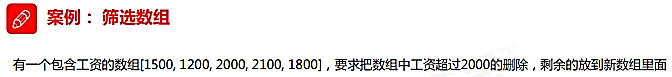 案例： 筛选数组
有一个包含工资的数组[1500, 1200, 2000, 2100, 1800]，要求把数组中工资超过2000的删除，剩余的放到新数组里面